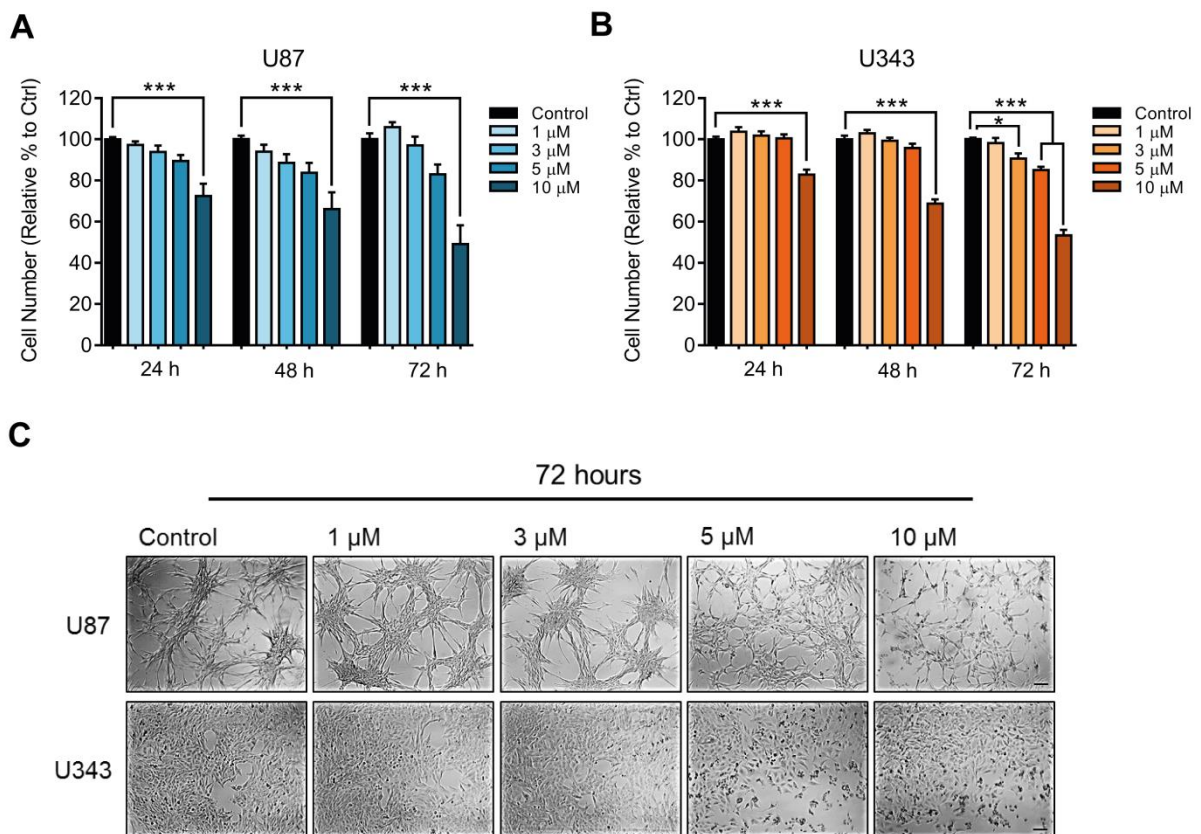 A
U87
Cell Number (Relative % to Ctrl)
120
100
80
60
40
20
0
***
***
***
24 h
48 h
72 h
Control
1 μM
3 μM
5 μM
10 μM
B
U343
Cell Number (Relative % to Ctrl)
120
100
80
60
40
20
0
***
***
***
*
24 h
48 h
72 h
Control
1 μM
3 μM
5 μM
10 μM
C
72 hours
Control 1 μM 3 μM 5 μM 10 μM
U87
U343